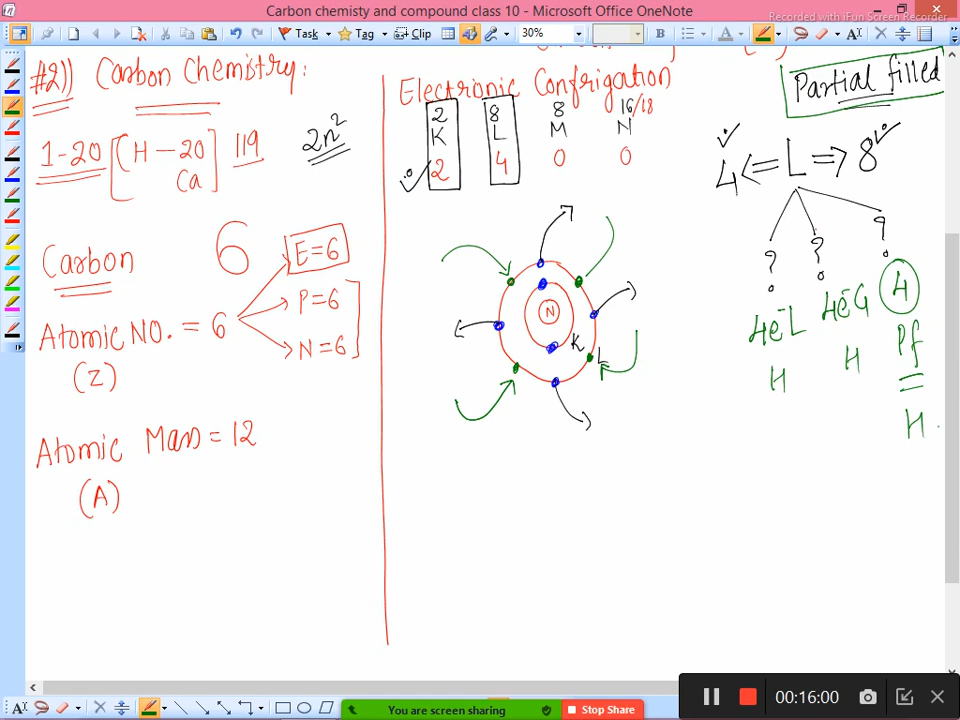 Carbon chemisty and compound class 10 - Microsoft Office OneNote
Recorded with iFun Screen Recorder
Task
Tag
Clip
30%
B
A
#2)) Carbon Chemistry:
1-20 [H - 20 Ca] 119 2n²
Carbon 6
E=6
P=6
N=6
Atomic NO. = 6
(Z)
Atomic Mass = 12
(A)
Electronic Confrigation
2 8 8 16/18
K L M N
2 4 0 0
N
K
L
Partial filled
4 <= L => 8
? ? ?
4e-L 4e-G 4
H H Pf
=
H
You are screen sharing
Stop Share
00:16:00